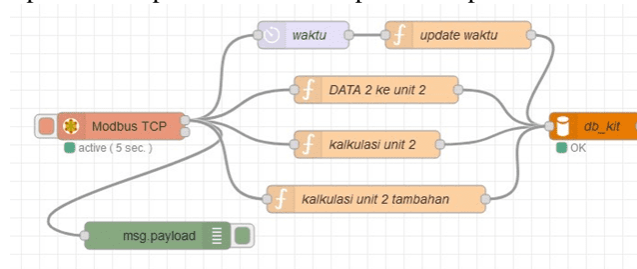 waktu
update waktu
DATA 2 ke unit 2
Modbus TCP
db_kit
active ( 5 sec. )
kalkulasi unit 2
OK
kalkulasi unit 2 tambahan
msg.payload